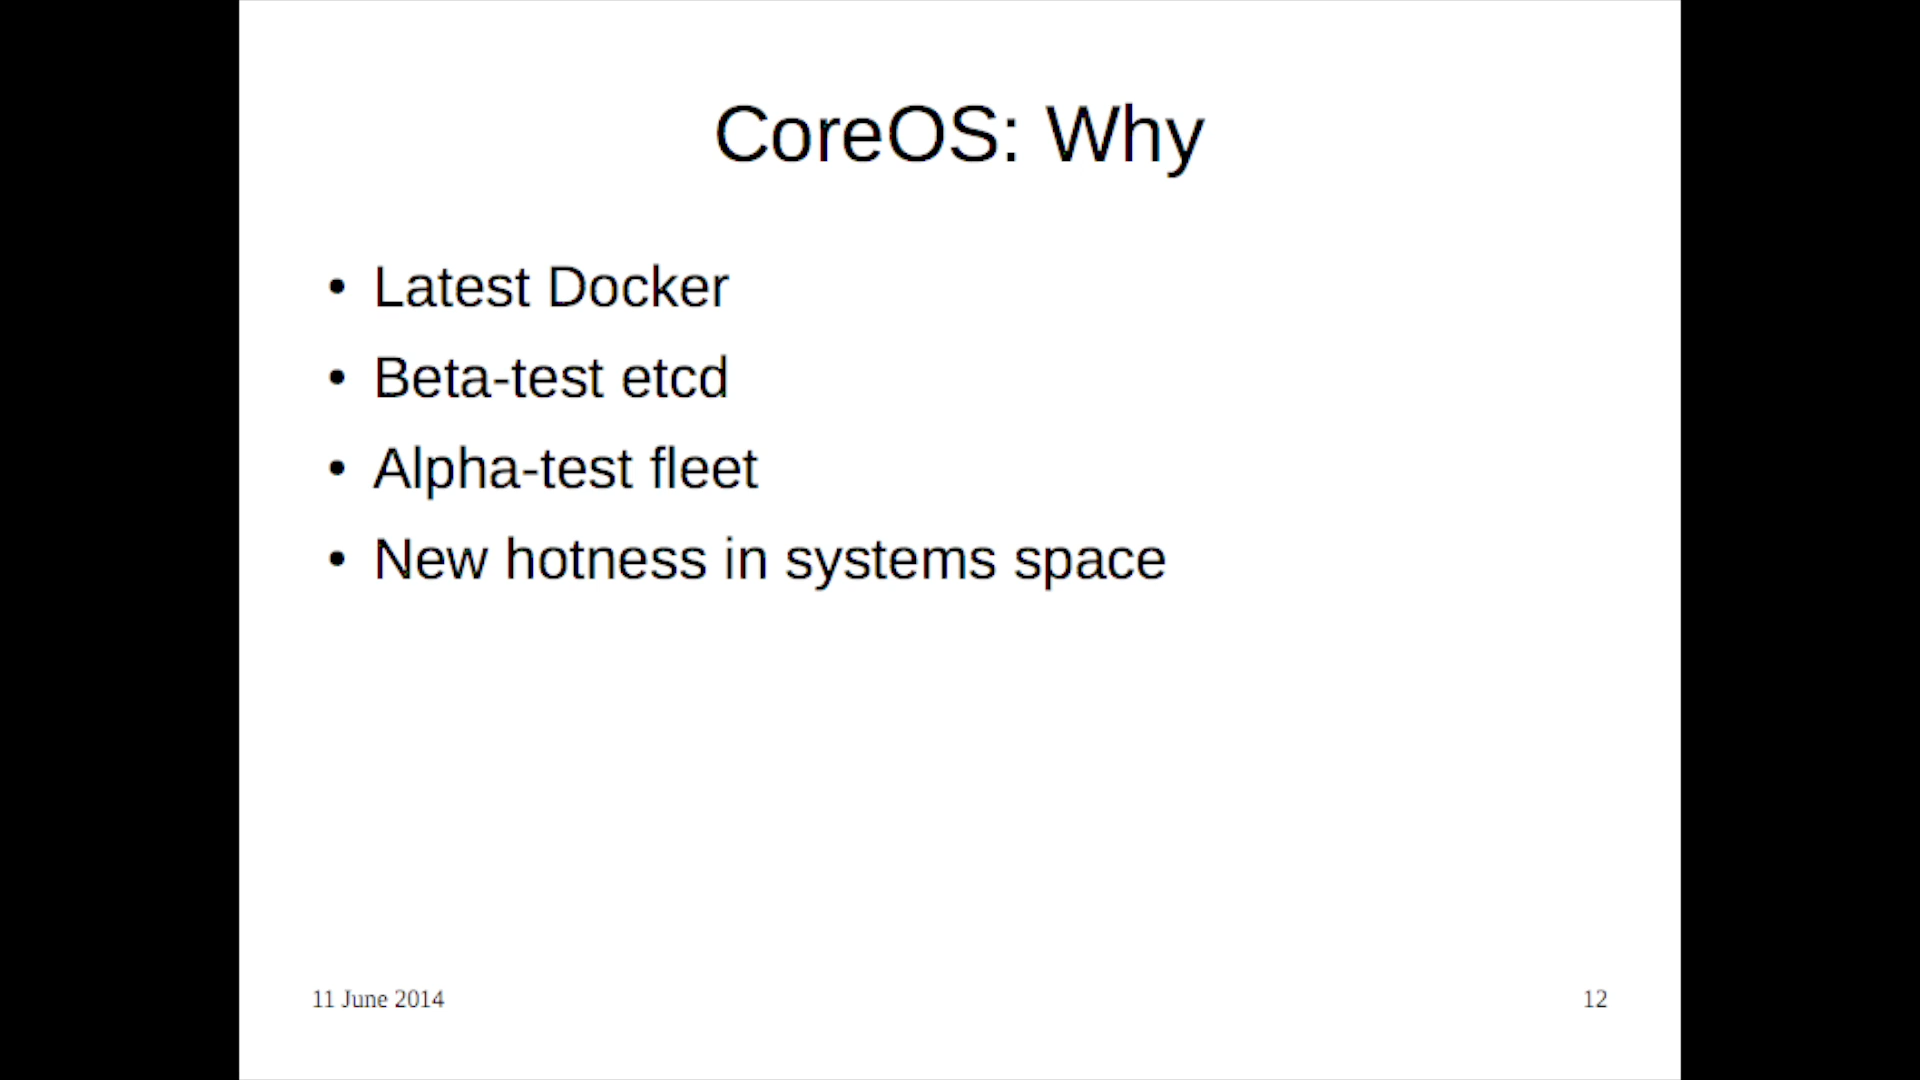 CoreOS: Why
• Latest Docker
• Beta-test etcd
• Alpha-test fleet
• New hotness in systems space
11 June 2014
12